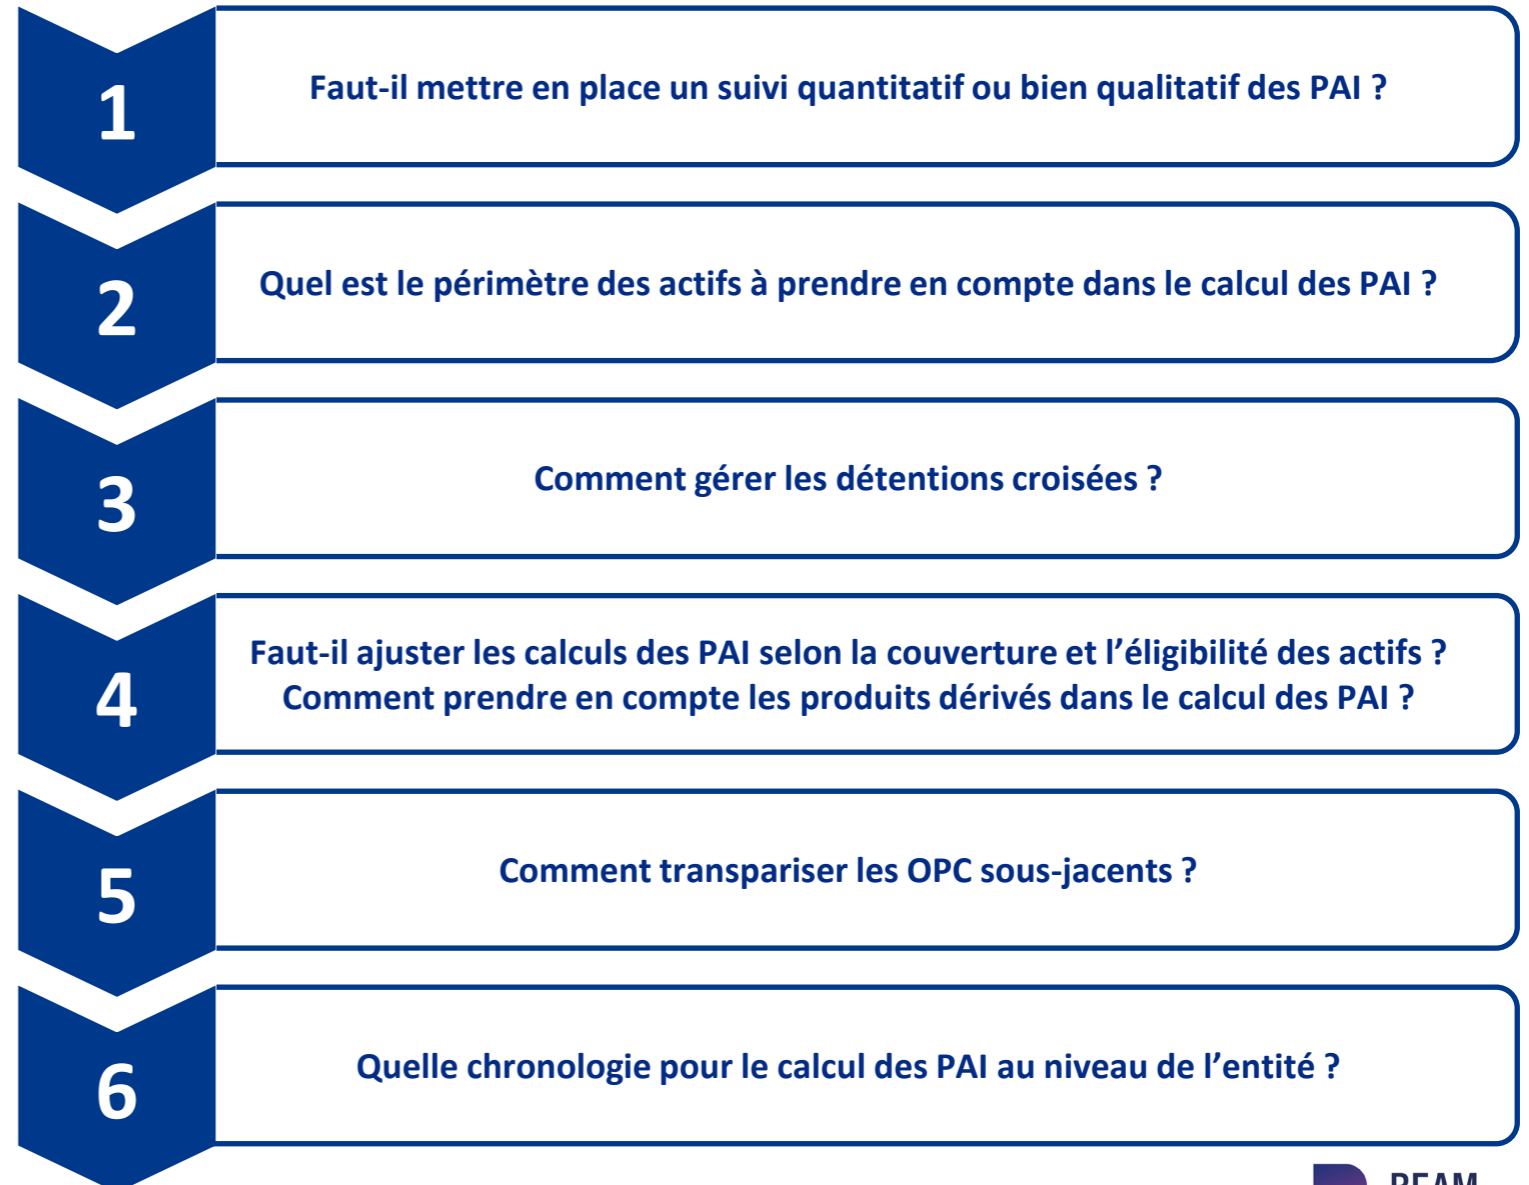 1
Faut-il mettre en place un suivi quantitatif ou bien qualitatif des PAI ?
2
Quel est le périmètre des actifs à prendre en compte dans le calcul des PAI ?
3
Comment gérer les détentions croisées ?
4
Faut-il ajuster les calculs des PAI selon la couverture et l’éligibilité des actifs ?
Comment prendre en compte les produits dérivés dans le calcul des PAI ?
5
Comment transpariser les OPC sous-jacents ?
6
Quelle chronologie pour le calcul des PAI au niveau de l’entité ?